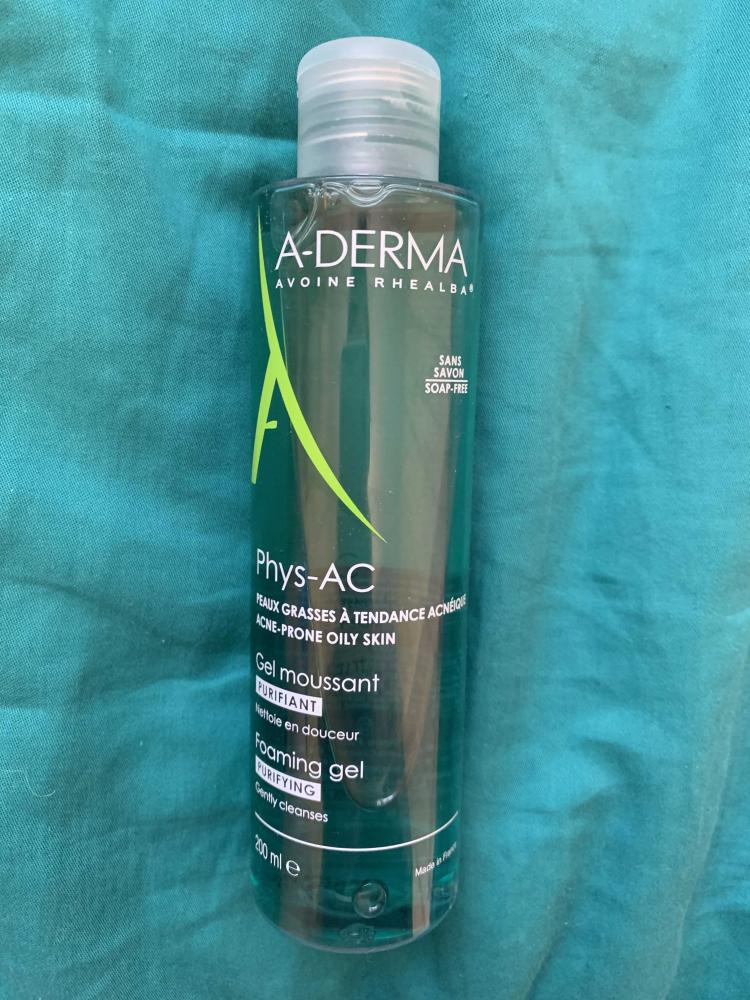 A-DERMA
AVOINE RHEALBA®
SANS
SAVON
SOAP-FREE
Phys-AC
PEAUX GRASSES À TENDANCE ACNÉIQUE
ACNE-PRONE OILY SKIN
Gel moussant
PURIFIANT
Nettoie en douceur
Foaming gel
PURIFYING
Gently cleanses
200 ml ℮
Made in